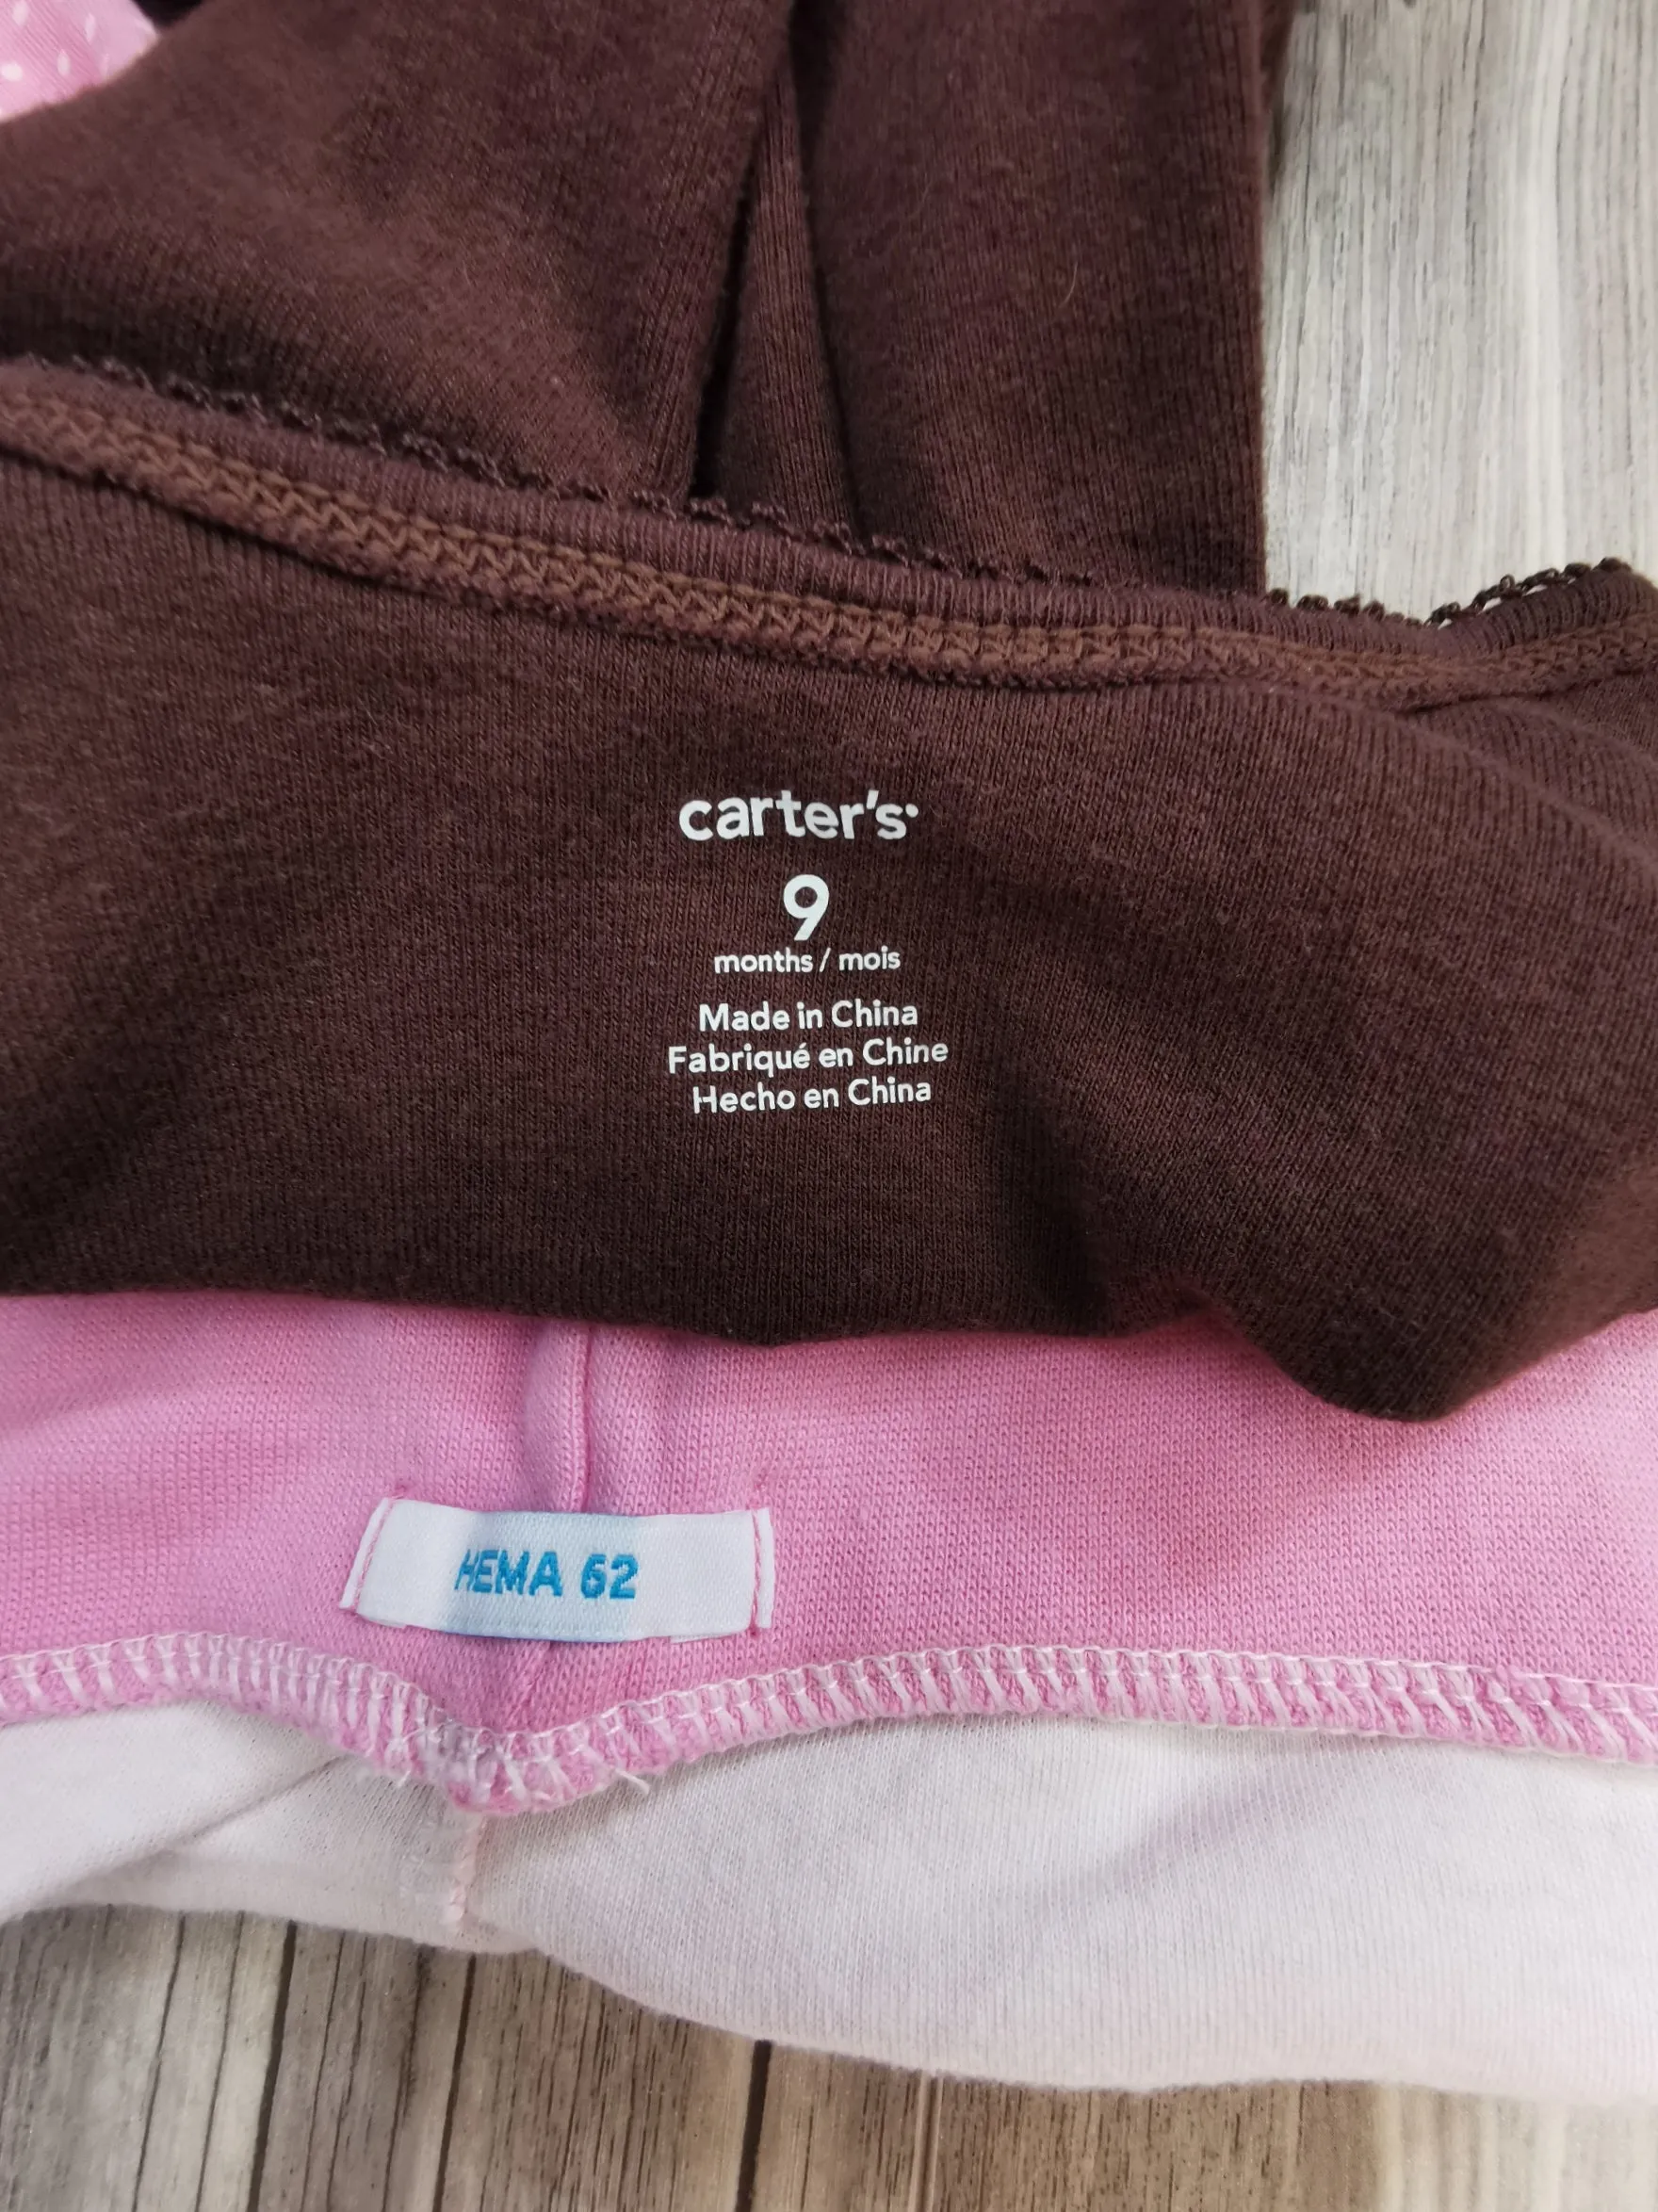 carter's
9
months / mois
Made in China
Fabriqué en Chine
Hecho en China
HEMA 62